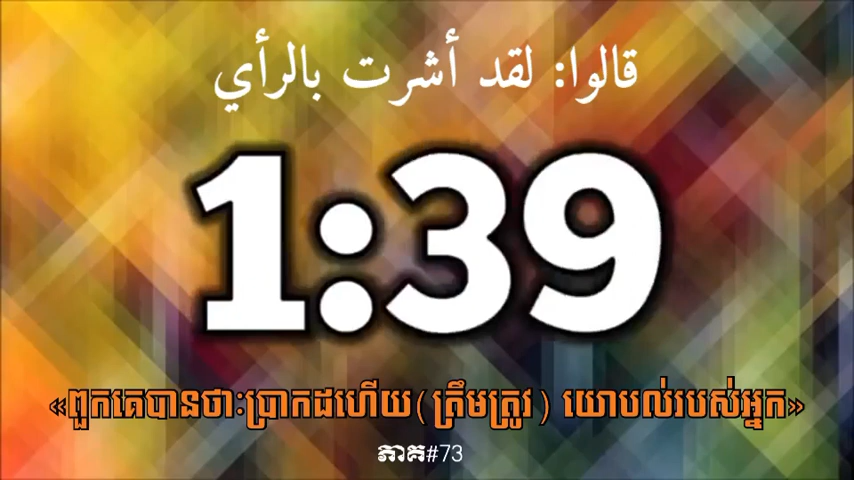 قالوا: لقد أشرت بالرأي
1:39
«ពួកគេបានថាៈប្រាកដហើយ(ត្រឹមត្រូវ) យោបល់របស់អ្នក»
ភាគ#73